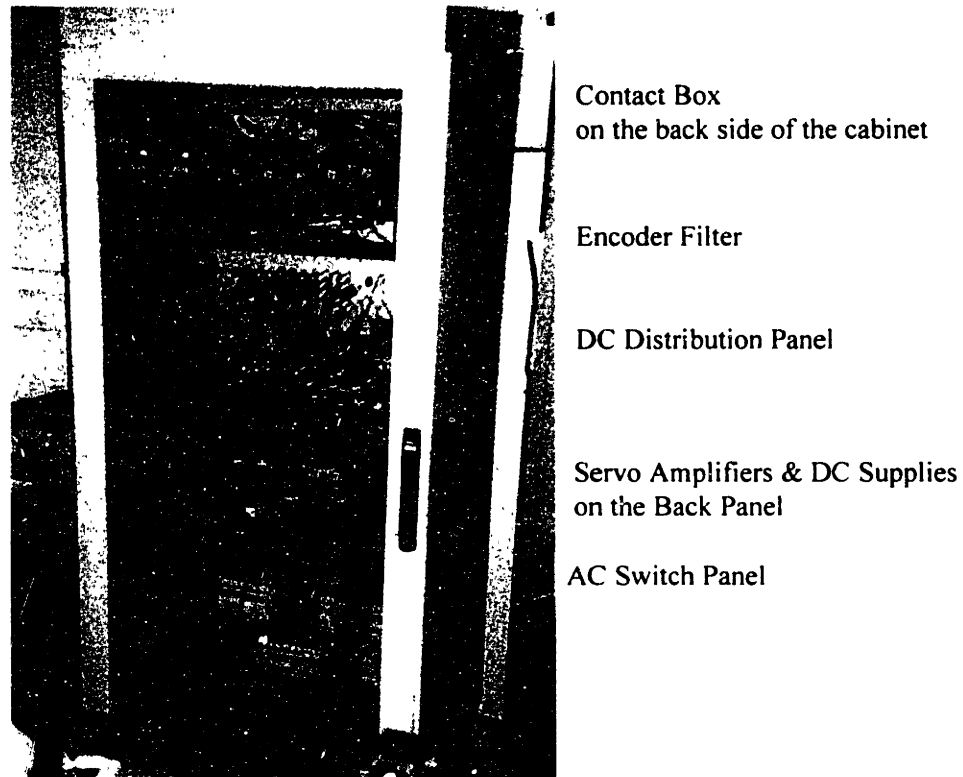 Contact Box
on the back side of the cabinet
Encoder Filter
DC Distribution Panel
Servo Amplifiers & DC Supplies
on the Back Panel
AC Switch Panel